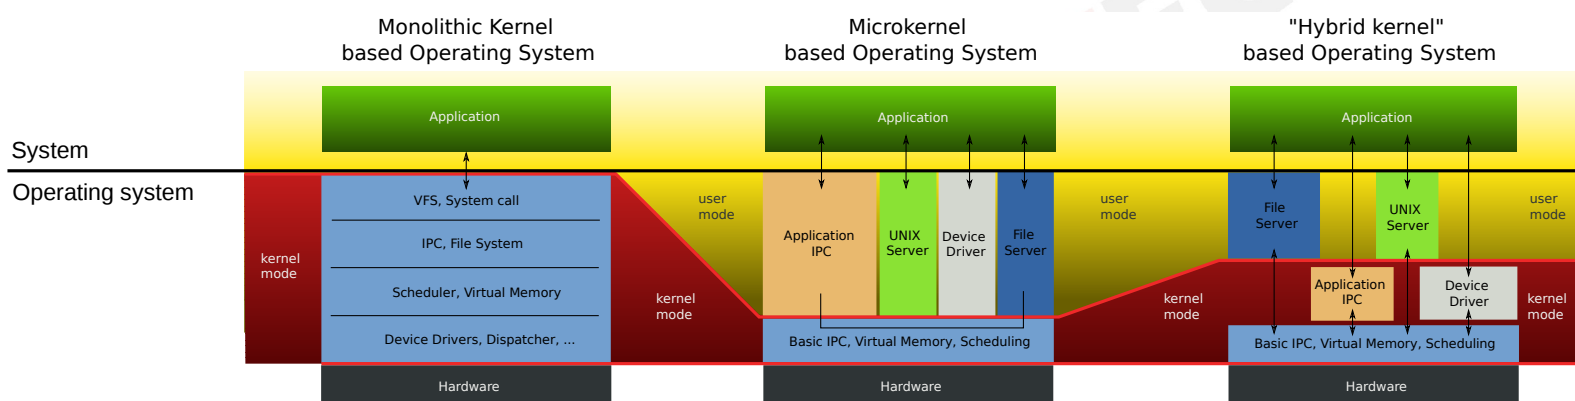 Monolithic Kernel
based Operating System
Microkernel
based Operating System
"Hybrid kernel"
based Operating System
Application
Application
Application
System
Operating system
VFS, System call
IPC, File System
Scheduler, Virtual Memory
Device Drivers, Dispatcher, ...
Hardware
kernel
mode
user
mode
kernel
mode
Application
IPC
UNIX
Server
Device
Driver
File
Server
Basic IPC, Virtual Memory, Scheduling
Hardware
user
mode
kernel
mode
File
Server
UNIX
Server
Application
IPC
Device
Driver
Basic IPC, Virtual Memory, Scheduling
Hardware
user
mode
kernel
mode